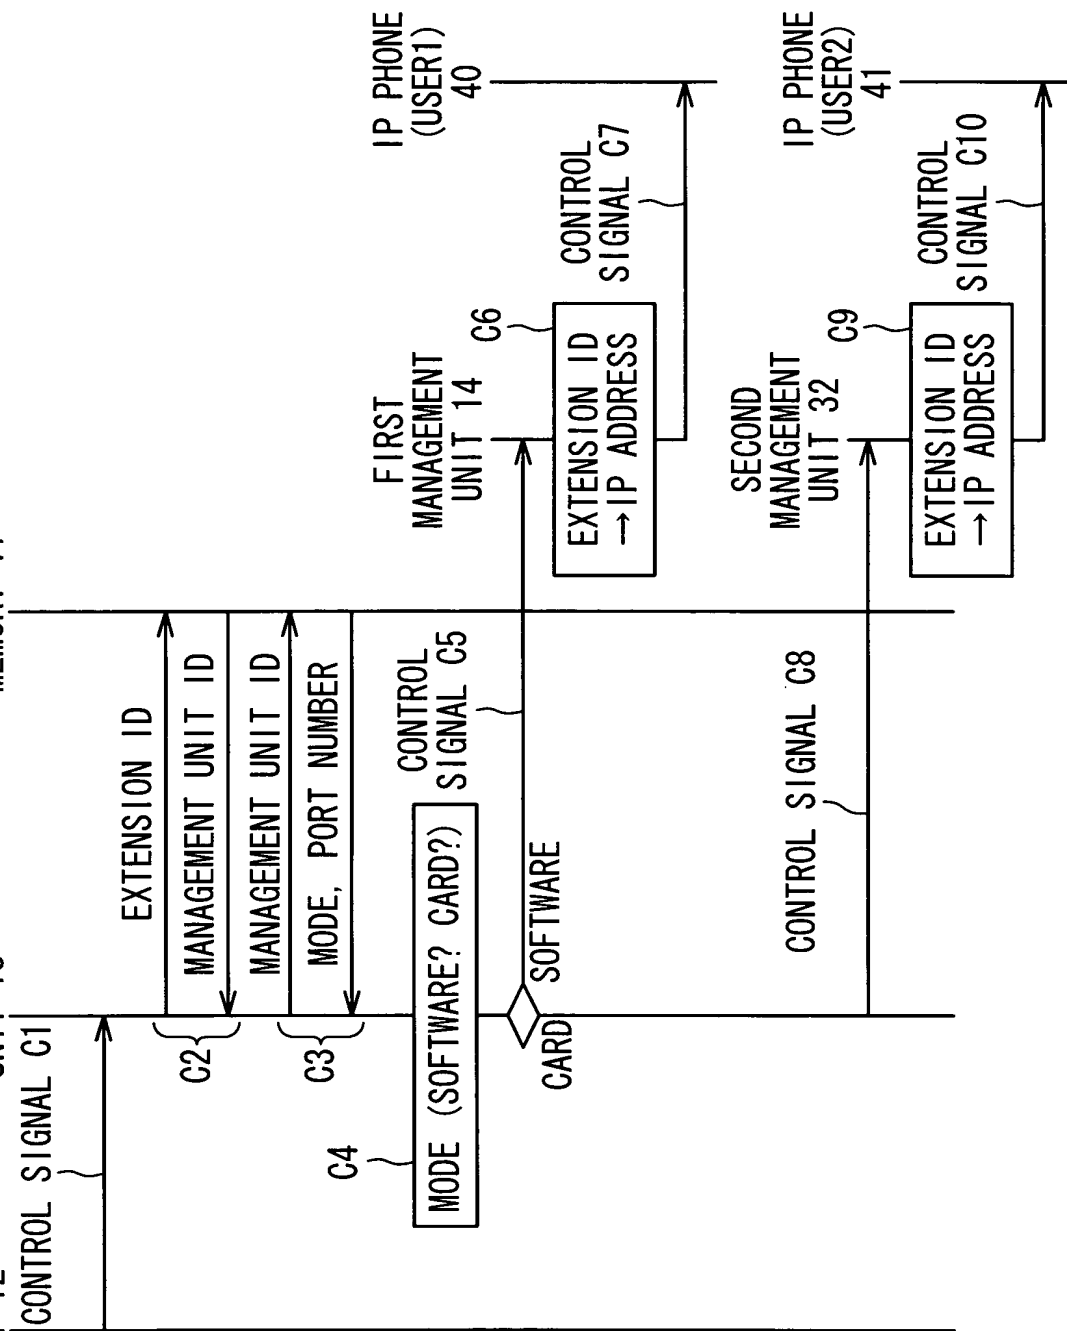 CONTROL SIGNAL C1
EXTENSION ID
MANAGEMENT UNIT ID
C2
MANAGEMENT UNIT ID
MODE, PORT NUMBER
C3
C4
MODE (SOFTWARE? CARD?)
CONTROL
SIGNAL C5
SOFTWARE
CARD
FIRST
MANAGEMENT
UNIT 14
C6
EXTENSION ID
→IP ADDRESS
IP PHONE
(USER1)
40
CONTROL
SIGNAL C7
CONTROL SIGNAL C8
SECOND
MANAGEMENT
UNIT 32
C9
EXTENSION ID
→IP ADDRESS
IP PHONE
(USER2)
41
CONTROL
SIGNAL C10